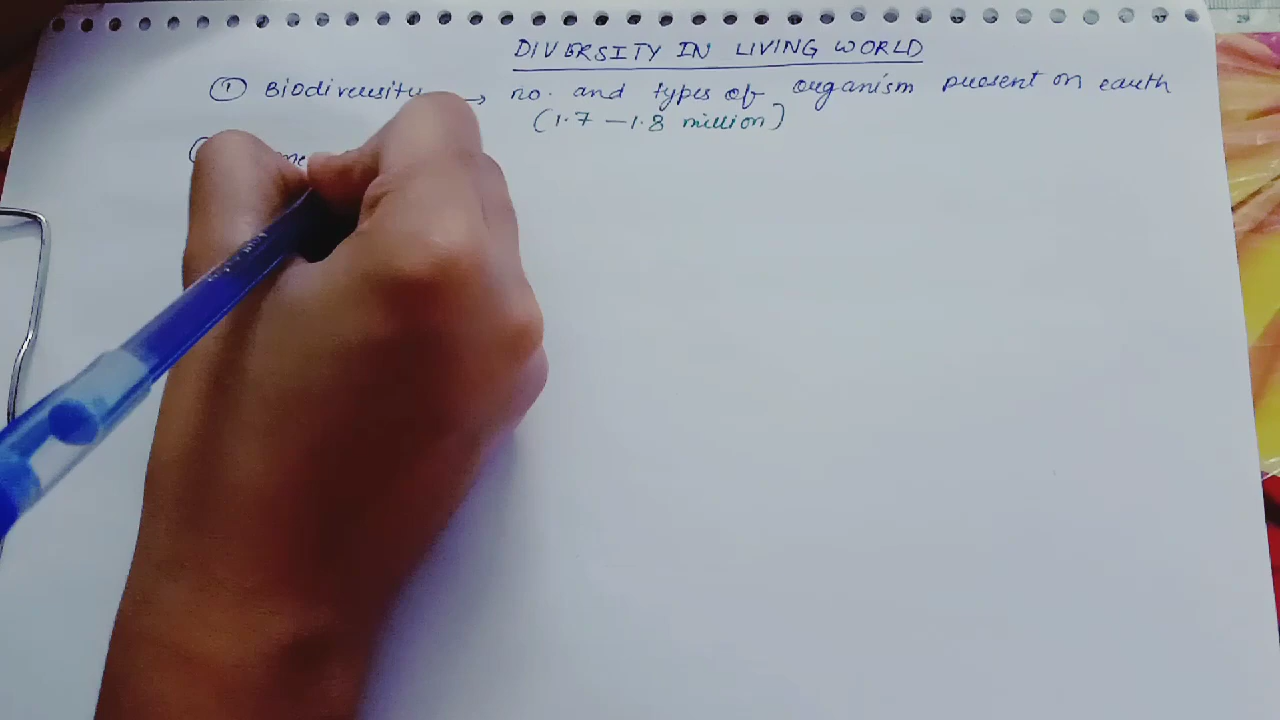 DIVERSITY IN LIVING WORLD
① Biodiversity → no. and types of organism present on earth
(1.7 – 1.8 million)